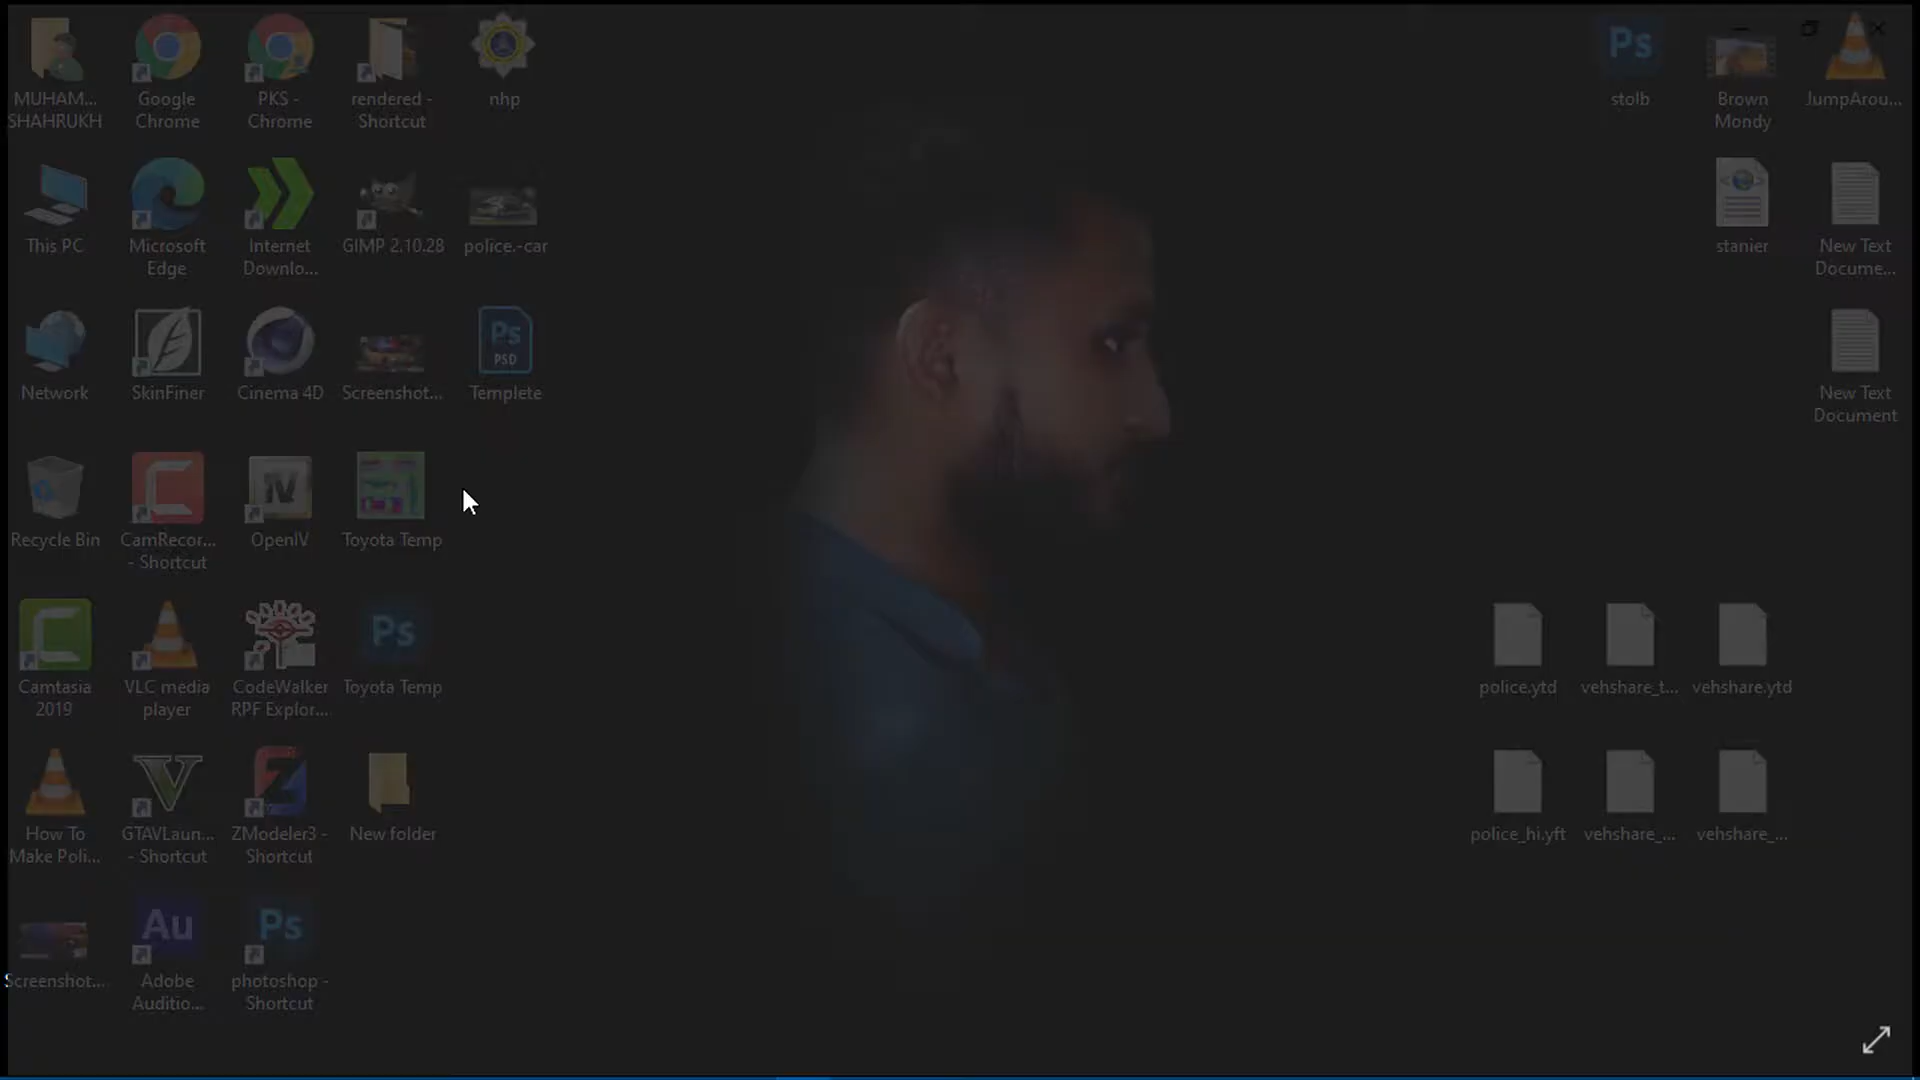 MUHAM...
SHAHRUKH
Google
Chrome
PKS -
Chrome
rendered -
Shortcut
nhp
Ps
stolb
Brown
Mondy
JumpArou...
This PC
Microsoft
Edge
Internet
Downlo...
GIMP 2.10.28
police.-car
stanier
New Text
Docume...
Network
SkinFiner
Cinema 4D
Screenshot...
Ps
PSD
Templete
New Text
Document
Recycle Bin
CamRecor...
- Shortcut
IV
OpenIV
Toyota Temp
Camtasia
2019
VLC media
player
CodeWalker
RPF Explor...
Ps
Toyota Temp
police.ytd
vehshare_t...
vehshare.ytd
How To
Make Poli...
V
GTAVLaun...
- Shortcut
Z
ZModeler3 -
Shortcut
New folder
police_hi.yft
vehshare_...
vehshare_...
Screenshot...
Au
Adobe
Auditio...
Ps
photoshop -
Shortcut